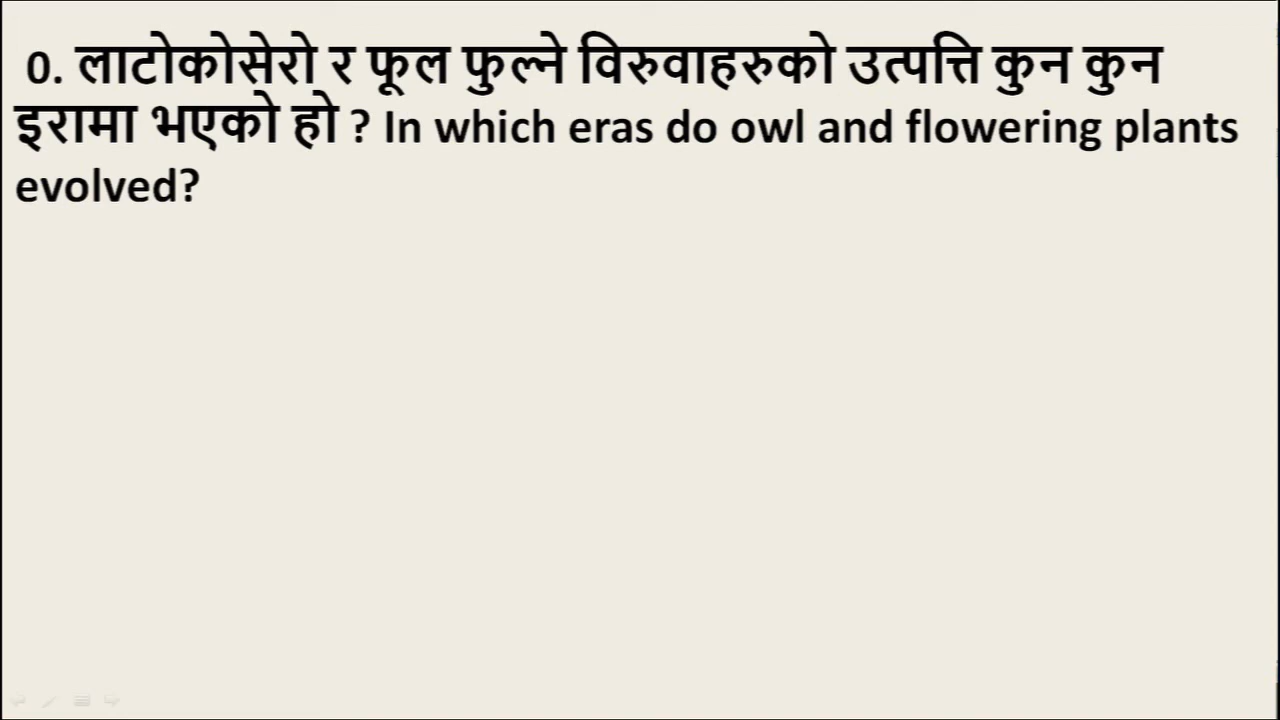 0. लाटोकोसेरो र फूल फुल्ने विरुवाहरुको उत्पत्ति कुन कुन
इरामा भएको हो ? In which eras do owl and flowering plants
evolved?